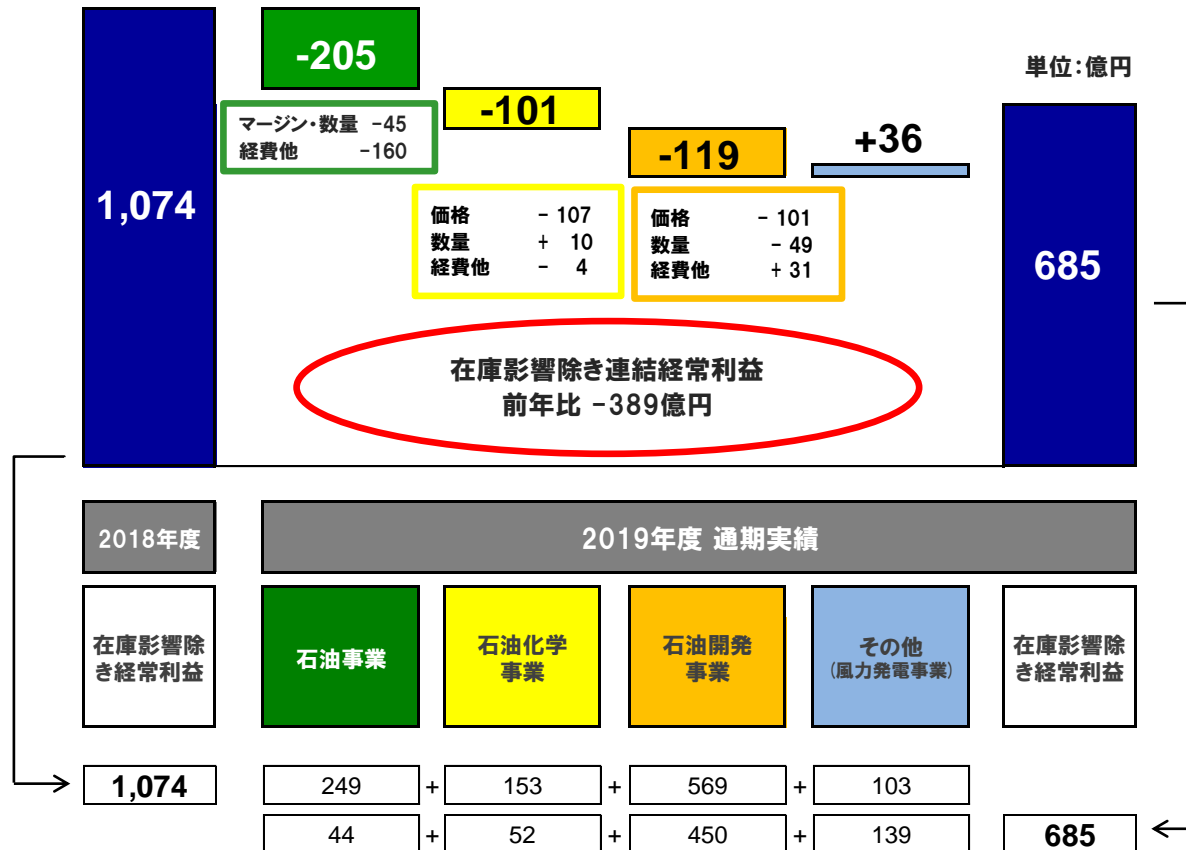 -205
単位:億円
-101
+36
マージン・数量 -45
経費他 -160
-119
1,074
価格 - 107
数量 + 10
経費他 - 4
価格 - 101
数量 - 49
経費他 + 31
685
在庫影響除き連結経常利益
前年比 -389億円
2018年度
2019年度 通期実績
在庫影響除
き経常利益
石油事業
石油化学
事業
石油開発
事業
その他
(風力発電事業)
在庫影響除
き経常利益
1,074 249 + 153 + 569 + 103
44 + 52 + 450 + 139 685